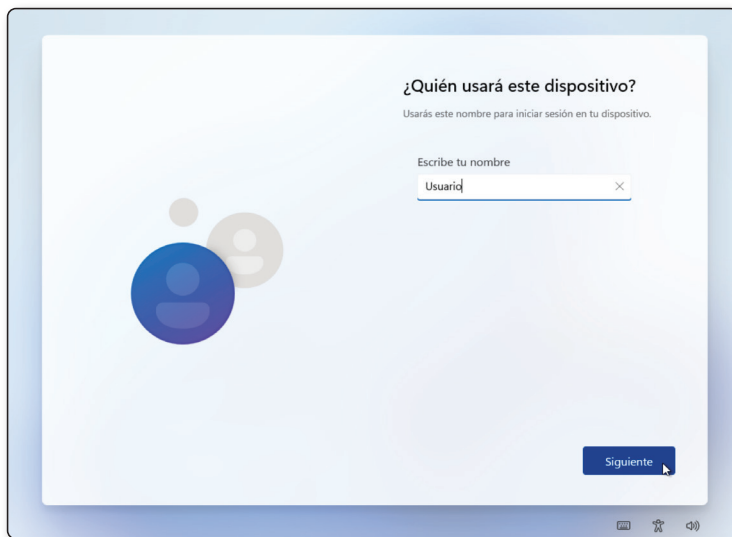 ¿Quién usará este dispositivo?
Usarás este nombre para iniciar sesión en tu dispositivo.
Escribe tu nombre
Usuario
Siguiente